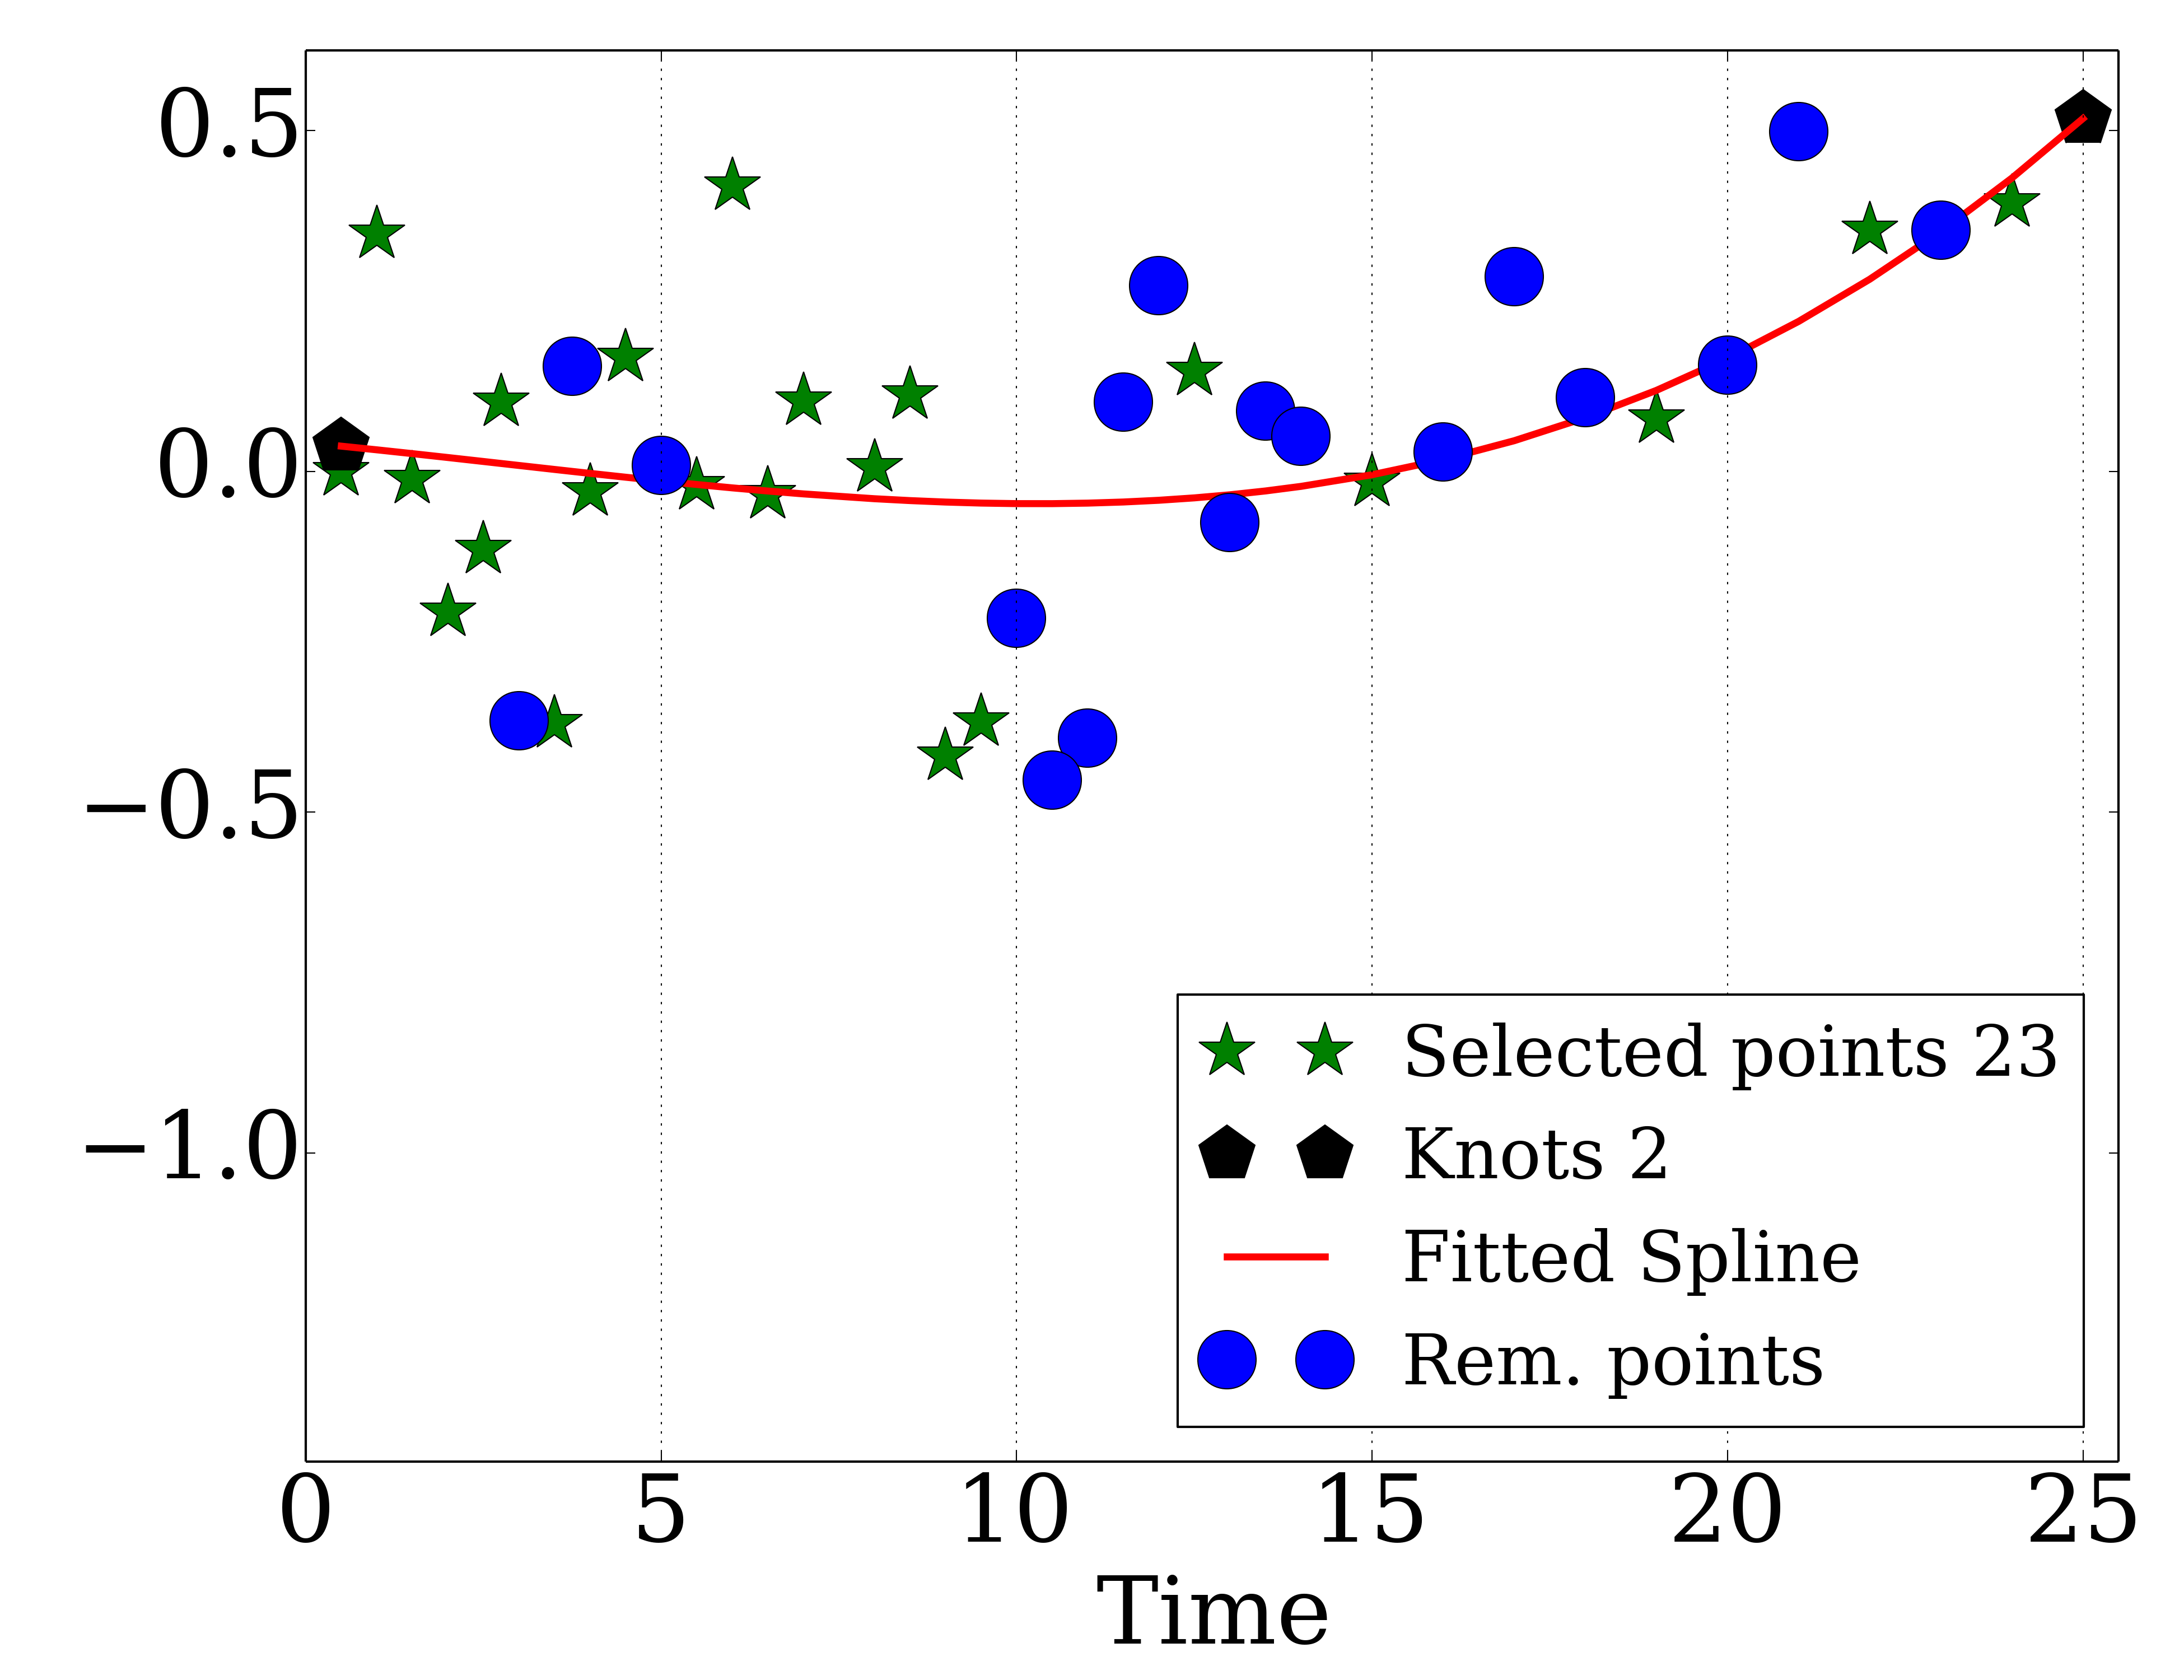 0.5
0.0
−0.5
−1.0
Selected points 23
Knots 2
Fitted Spline
Rem. points
0 5 10 15 20 25
Time